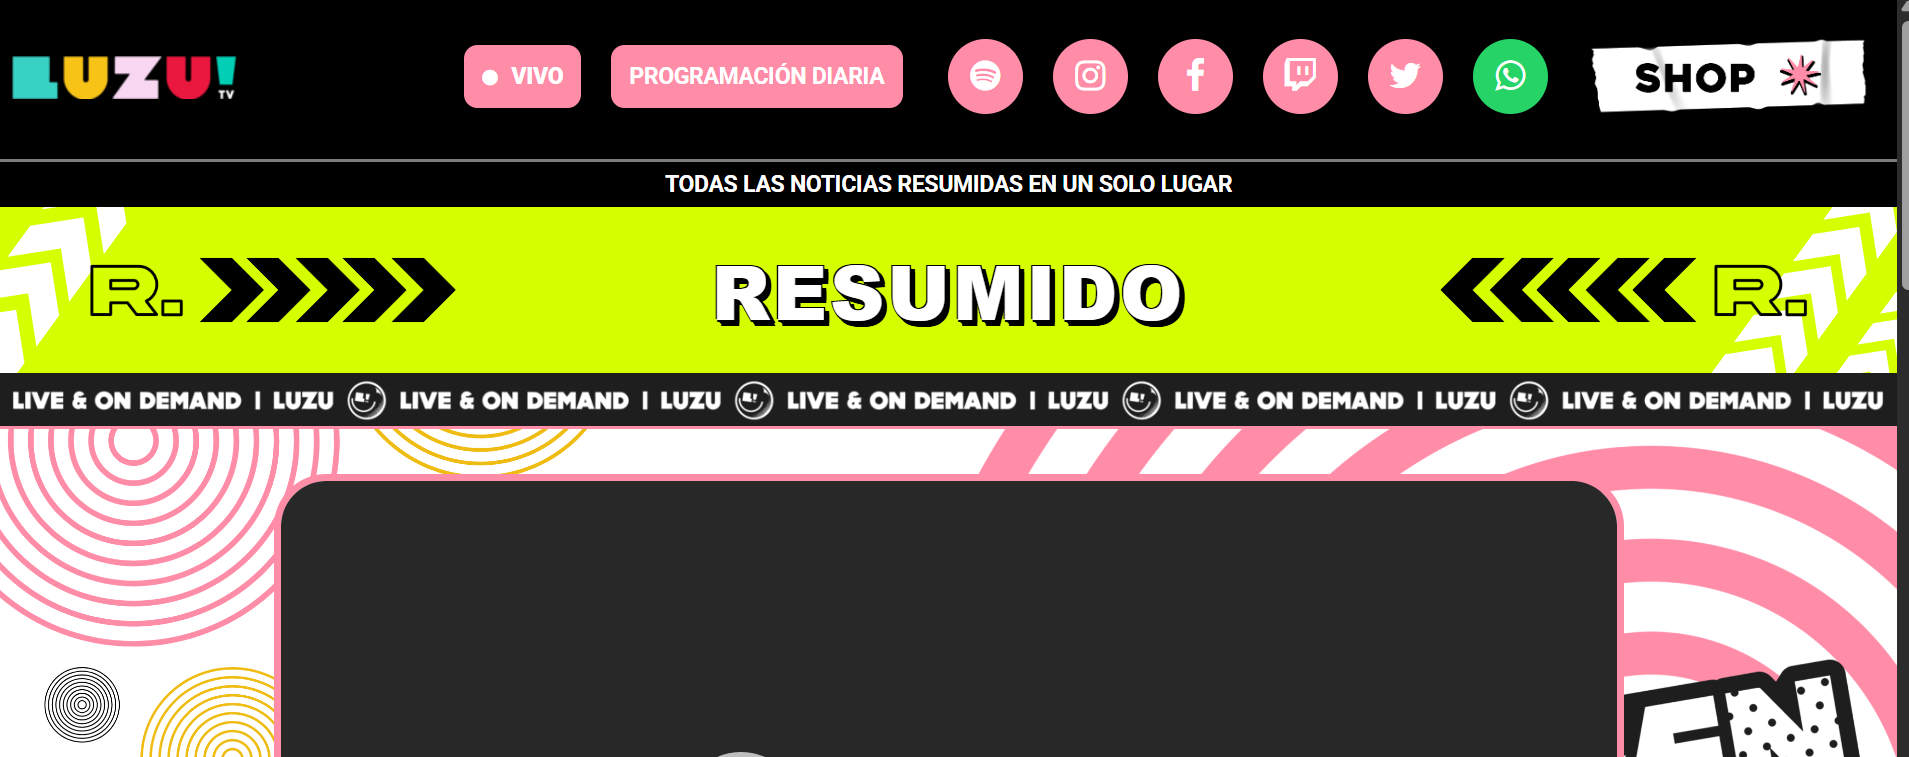 LUZU! TV
VIVO
PROGRAMACIÓN DIARIA
SHOP
TODAS LAS NOTICIAS RESUMIDAS EN UN SOLO LUGAR
R.
RESUMIDO
R.
LIVE & ON DEMAND | LUZU LIVE & ON DEMAND | LUZU LIVE & ON DEMAND | LUZU LIVE & ON DEMAND | LUZU LIVE & ON DEMAND | LUZU
EN